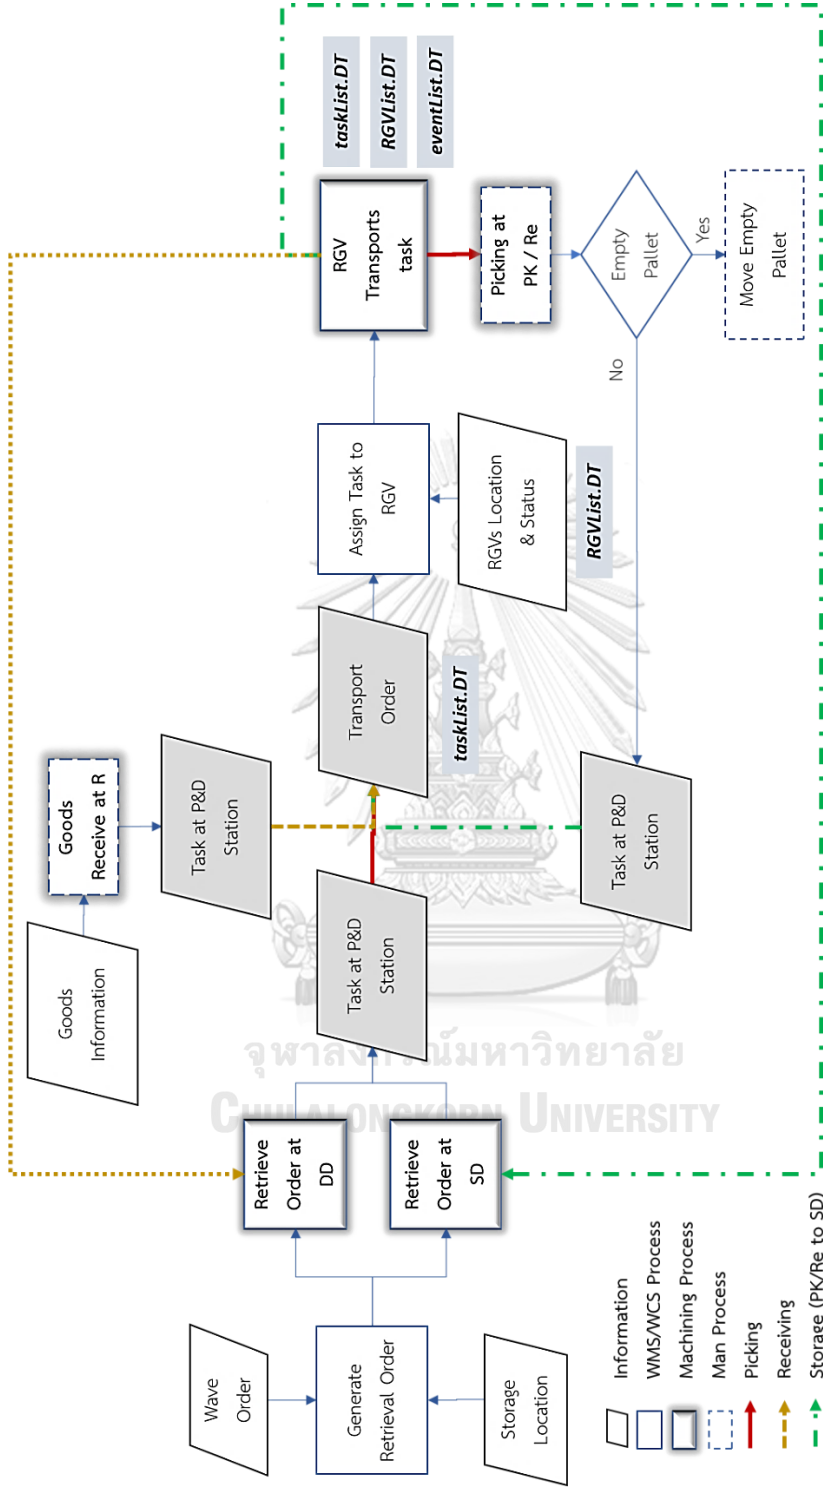 Wave
Order
Generate
Retrieval Order
Storage
Location
Retrieve
Order at
DD
Retrieve
Order at
SD
Goods
Information
Goods
Receive at R
Task at P&D
Station
Task at P&D
Station
Task at P&D
Station
Transport
Order
taskList.DT
Assign Task to
RGV
RGVs Location
& Status
RGVList.DT
RGV
Transports
task
taskList.DT
RGVList.DT
eventList.DT
Picking at
PK / Re
Empty
Pallet
No
Yes
Move Empty
Pallet
Information
WMS/WCS Process
Machining Process
Man Process
Picking
Receiving
Storage (PK/Re to SD)
จุฬาลงกรณ์มหาวิทยาลัย
CHULALONGKORN UNIVERSITY